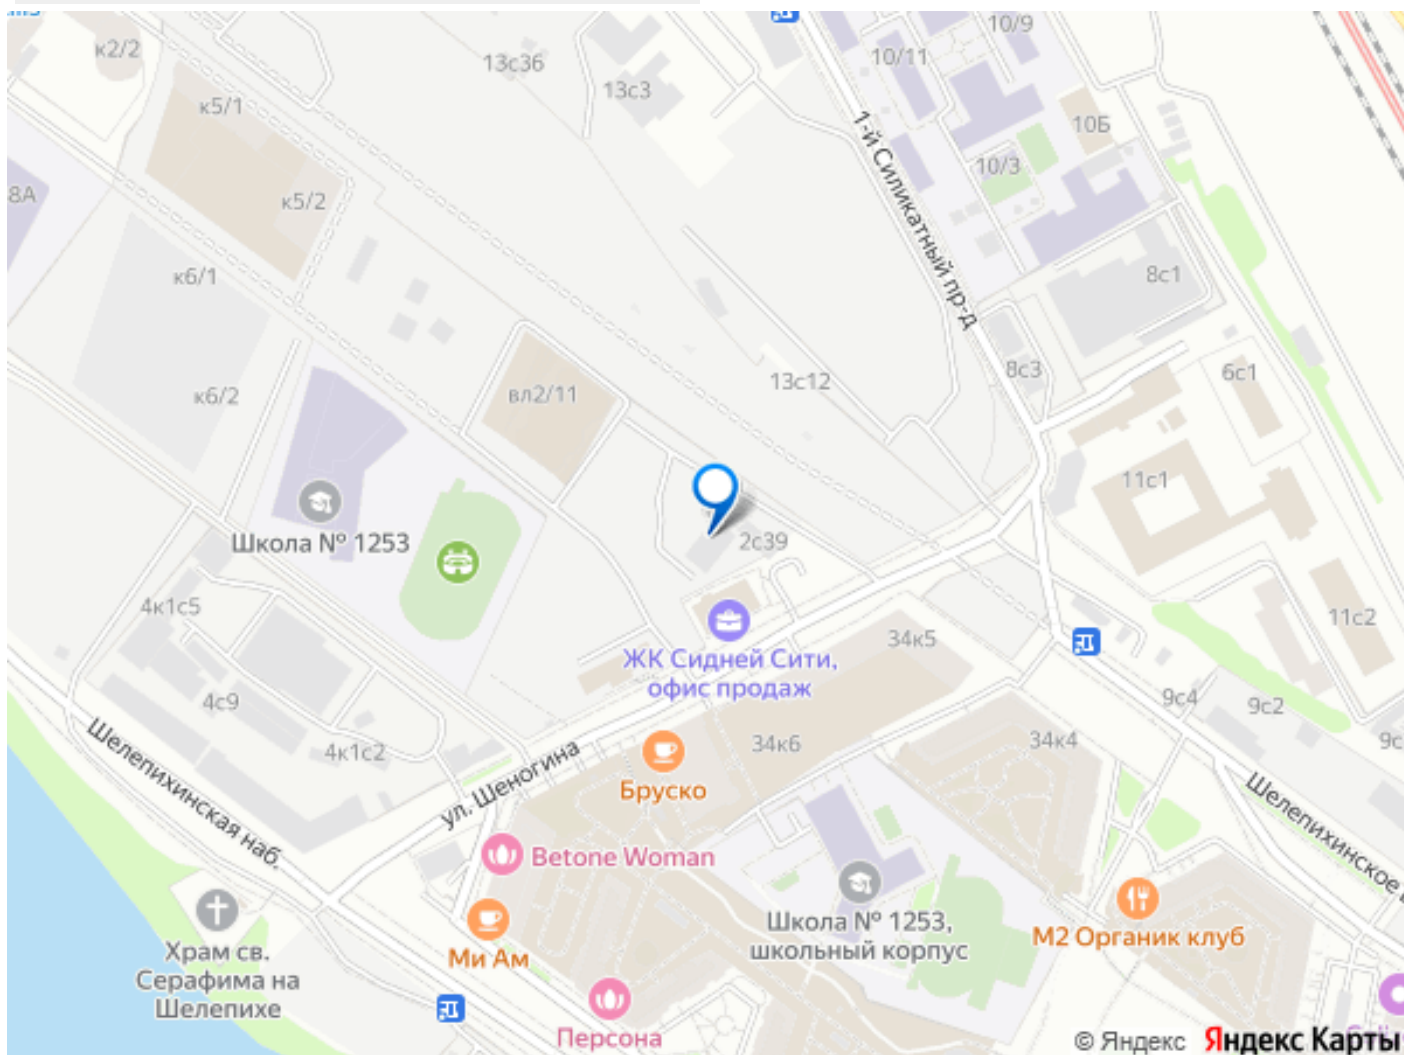 к2/2
13с36
13с3
10/9
10/11
к5/1
10Б
1-й Силикатный пр-д
10/3
8А
к5/2
к6/1
8с1
8с3
6с1
13с12
к6/2
вл2/11
11с1
Школа № 1253
2с39
4к1с5
11с2
34к5
ЖК Сидней Сити,
офис продаж
4с9
9с4
9с2
9с
4к1с2
34к6
34к4
Шелепихинская наб.
ул. Шеногина
Бруско
Шелепихинское
Betone Woman
Школа № 1253,
школьный корпус
М2 Органик клуб
Храм св.
Серафима на
Шелепихе
Ми Ам
Персона
© Яндекс Яндекс Карты